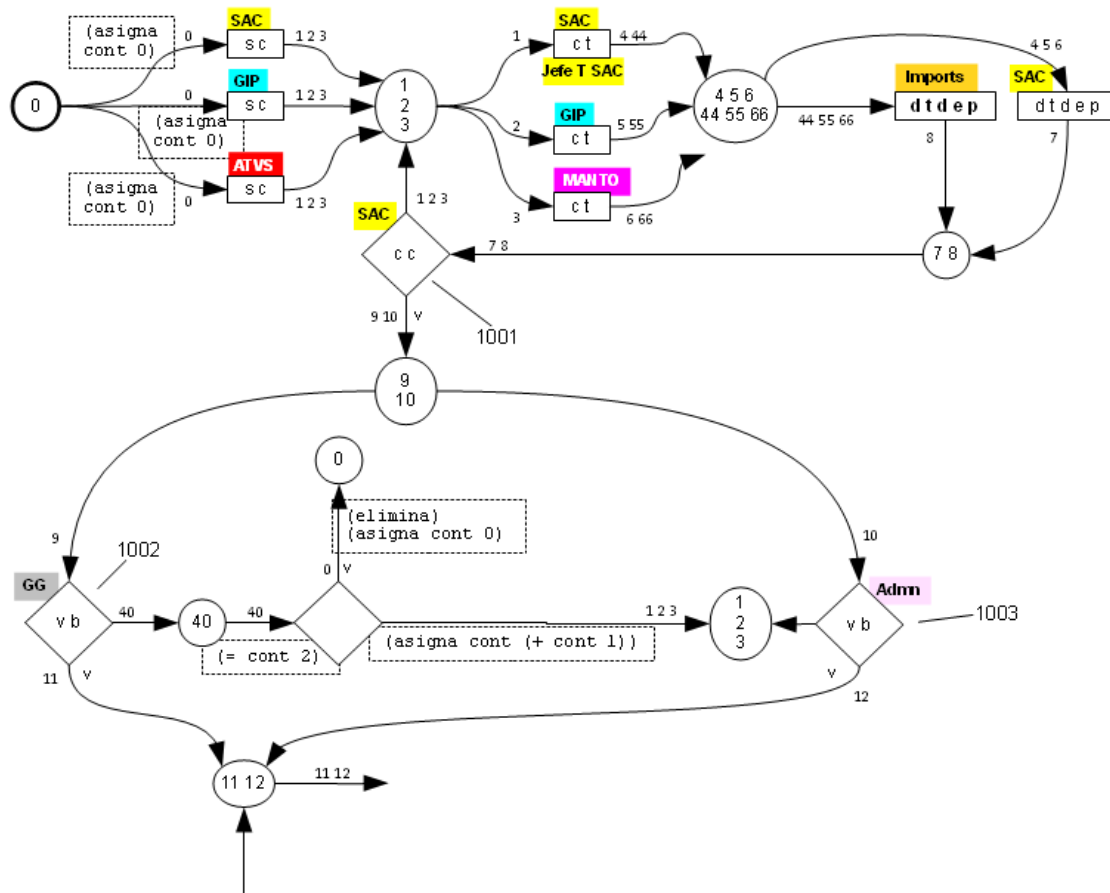 (asigna
cont 0)
0
SAC
s c
1 2 3
0
0
GIP
s c
1 2 3
(asigna
cont 0)
(asigna
cont 0)
0
ATVS
s c
1 2 3
1
2
3
1
SAC
c t
4 44
Jefe T SAC
2
GIP
c t
5 55
3
MANTO
c t
6 66
4 5 6
44 55 66
4 5 6
44 55 66
Imports
d t d e p
8
SAC
d t d e p
7
7 8
7 8
1 2 3
SAC
c c
1001
9 10
v
9
10
0
(elimina)
(asigna cont 0)
0
v
9
1002
GG
v b
40
40
40
(= cont 2)
(asigna cont (+ cont 1))
1 2 3
1
2
3
10
Admn
v b
1003
11
v
v
12
11 12
11 12